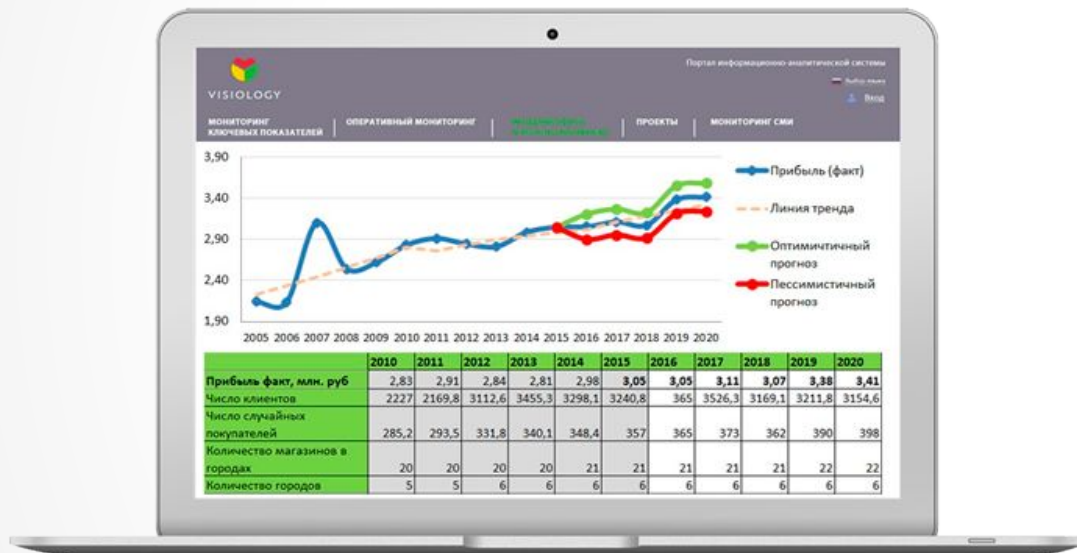 VISIOLOGY
Портал информационно-аналитической системы
Выбор языка
Вход
МОНИТОРИНГ
КЛЮЧЕВЫХ ПОКАЗАТЕЛЕЙ
ОПЕРАТИВНЫЙ МОНИТОРИНГ
ПРОЕКТЫ
МОНИТОРИНГ СМИ
3,90
3,40
2,90
2,40
1,90
2005 2006 2007 2008 2009 2010 2011 2012 2013 2014 2015 2016 2017 2018 2019 2020
Прибыль (факт)
Линия тренда
Оптимичтичный
прогноз
Пессимистичный
прогноз
2010 2011 2012 2013 2014 2015 2016 2017 2018 2019 2020
Прибыль факт, млн. руб 2,83 2,91 2,84 2,81 2,98 3,05 3,05 3,11 3,07 3,38 3,41
Число клиентов 2227 2169,8 3112,6 3455,3 3298,1 3240,8 365 3526,3 3169,1 3211,8 3154,6
Число случайных
покупателей 285,2 293,5 331,8 340,1 348,4 357 365 373 362 390 398
Количество магазинов в
городах 20 20 20 20 21 21 21 21 21 22 22
Количество городов 5 5 6 6 6 6 6 6 6 6 6